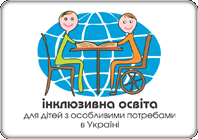 інклюзивна освіта
для дітей з особливими потребами
в Україні